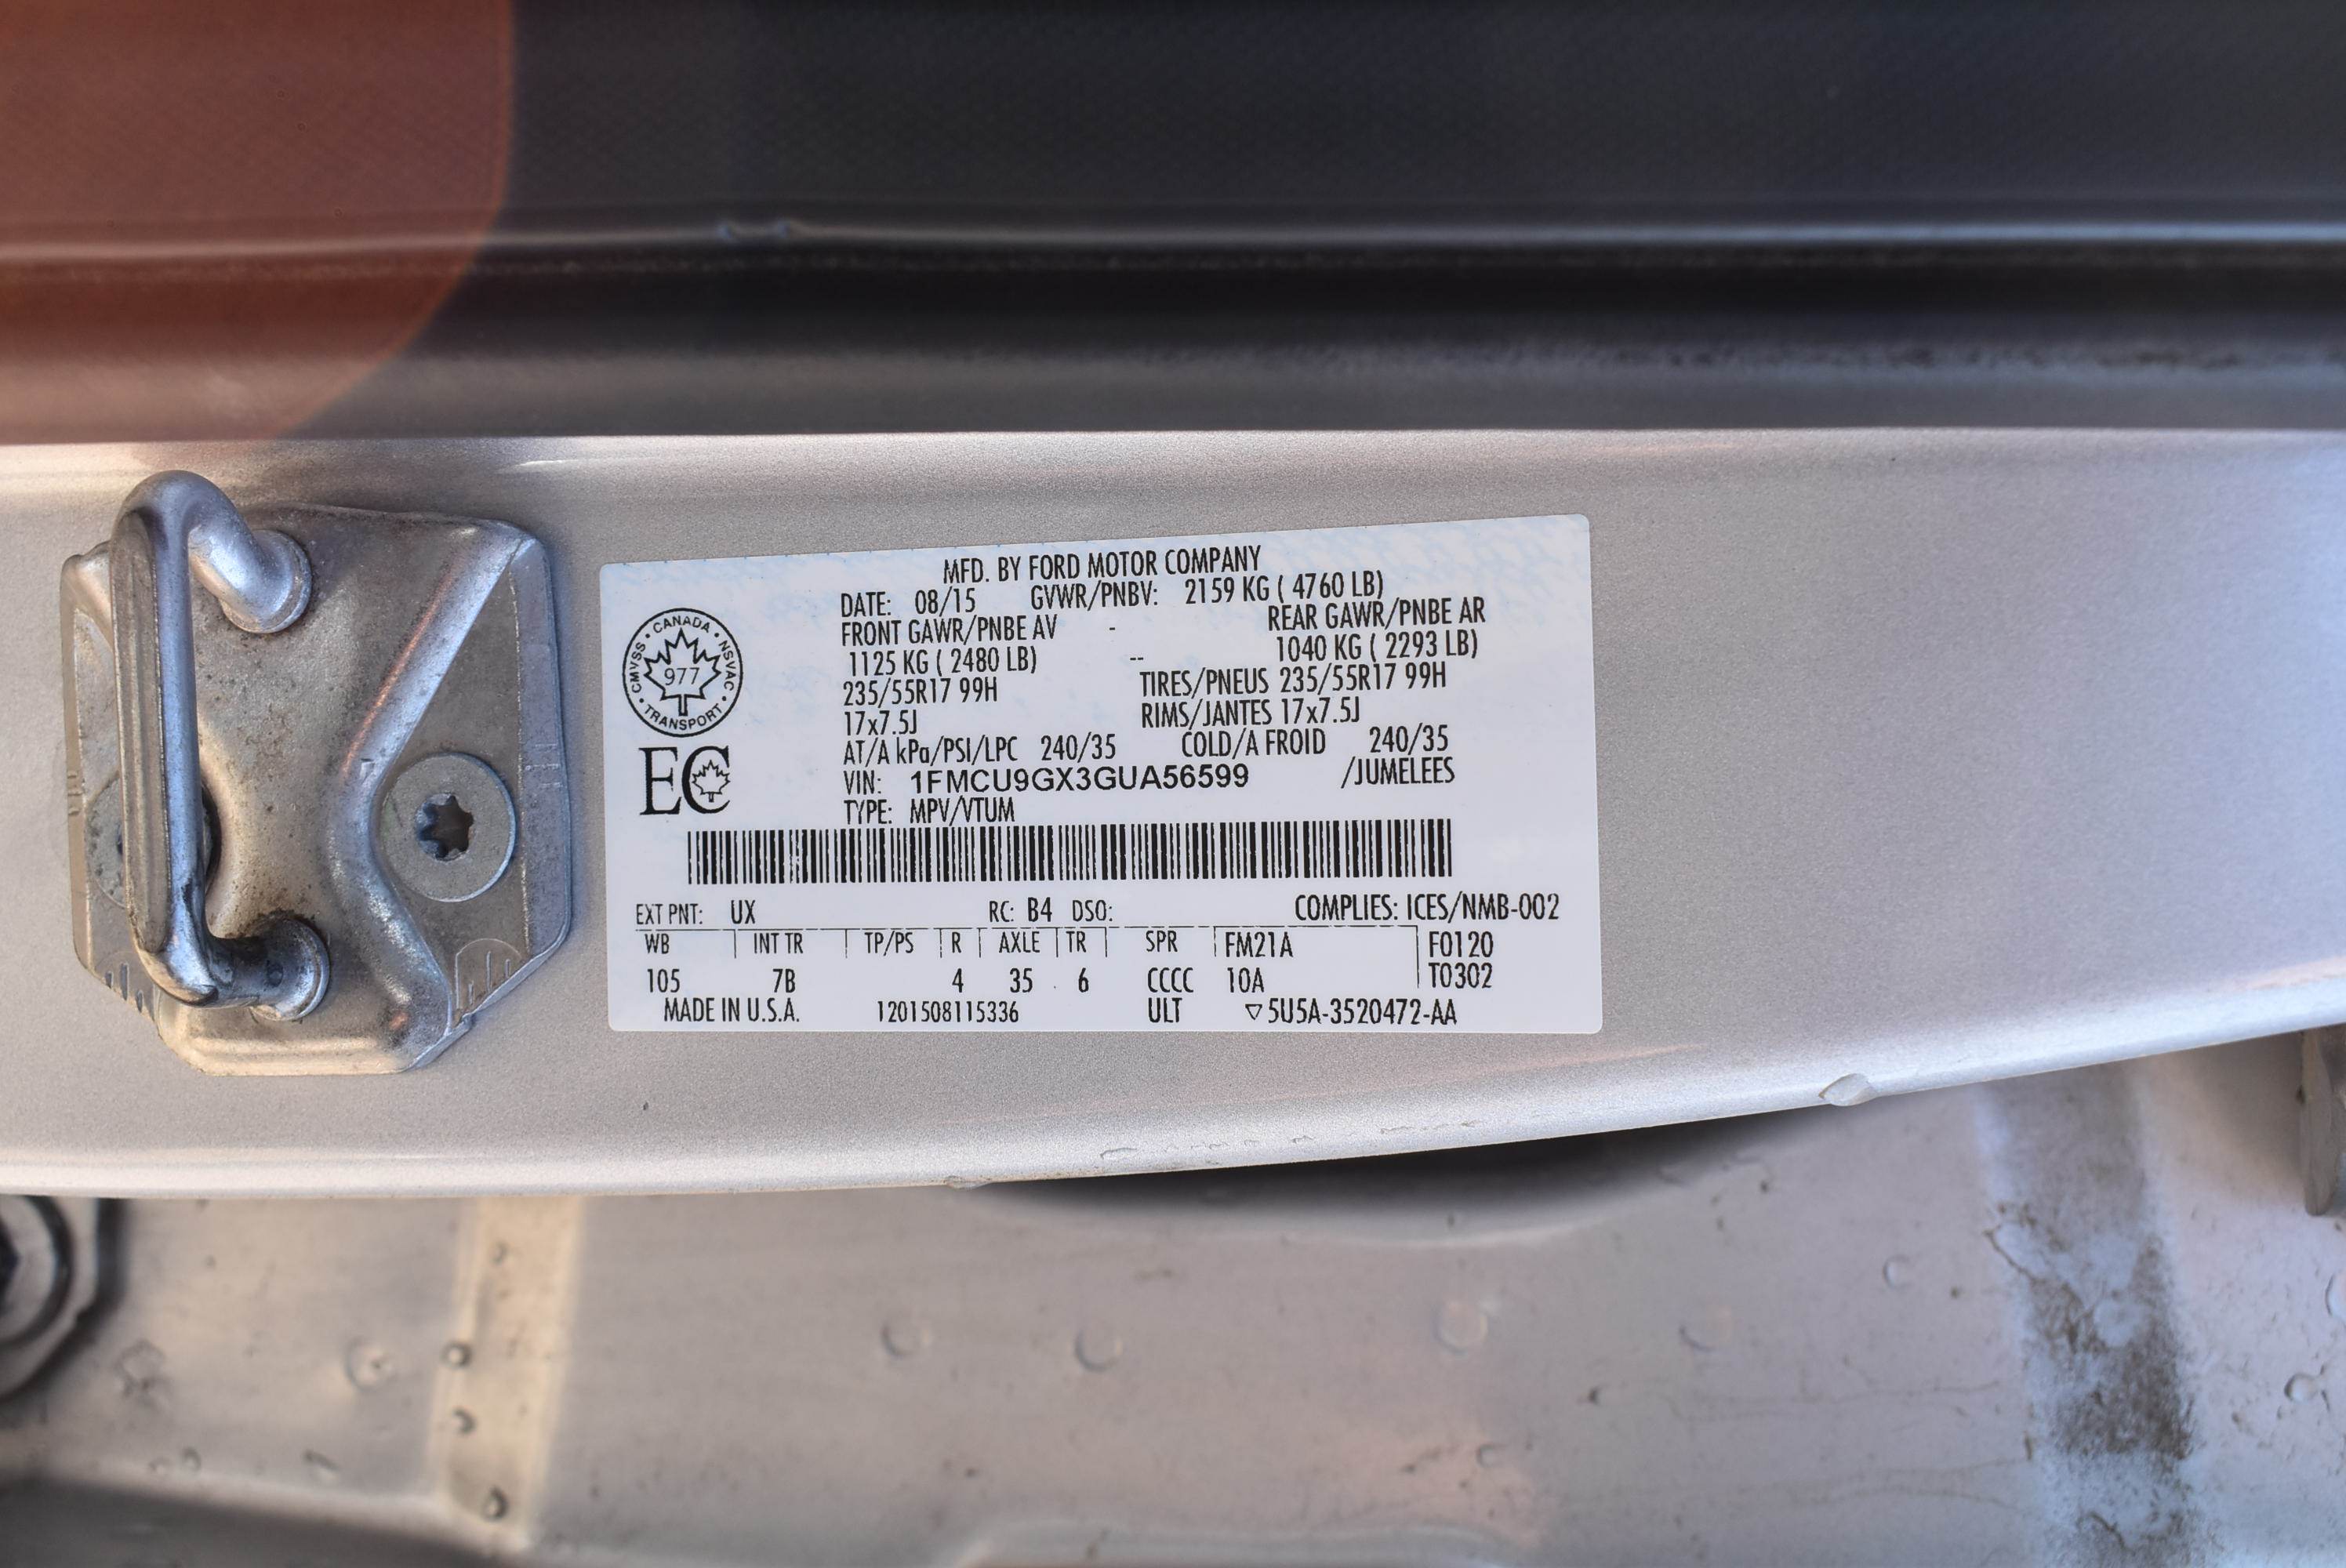 MFD. BY FORD MOTOR COMPANY
DATE: 08/15 GVWR/PNBV: 2159 KG ( 4760 LB)
FRONT GAWR/PNBE AV - REAR GAWR/PNBE AR
1125 KG ( 2480 LB) -- 1040 KG ( 2293 LB)
235/55R17 99H TIRES/PNEUS 235/55R17 99H
17x7.5J RIMS/JANTES 17x7.5J
AT/A kPa/PSI/LPC 240/35 COLD/A FROID 240/35
VIN: 1FMCU9GX3GUA56599 /JUMELEES
TYPE: MPV/VTUM
CANADA • NSVAC • TRANSPORT • CMVSS •
977
EC
EXT PNT: UX RC: B4 DSO: COMPLIES: ICES/NMB-002
WB INT TR TP/PS R AXLE TR SPR FM21A F0120
105 7B 4 35 6 CCCC 10A T0302
MADE IN U.S.A. 1201508115336 ULT ▽5U5A-3520472-AA